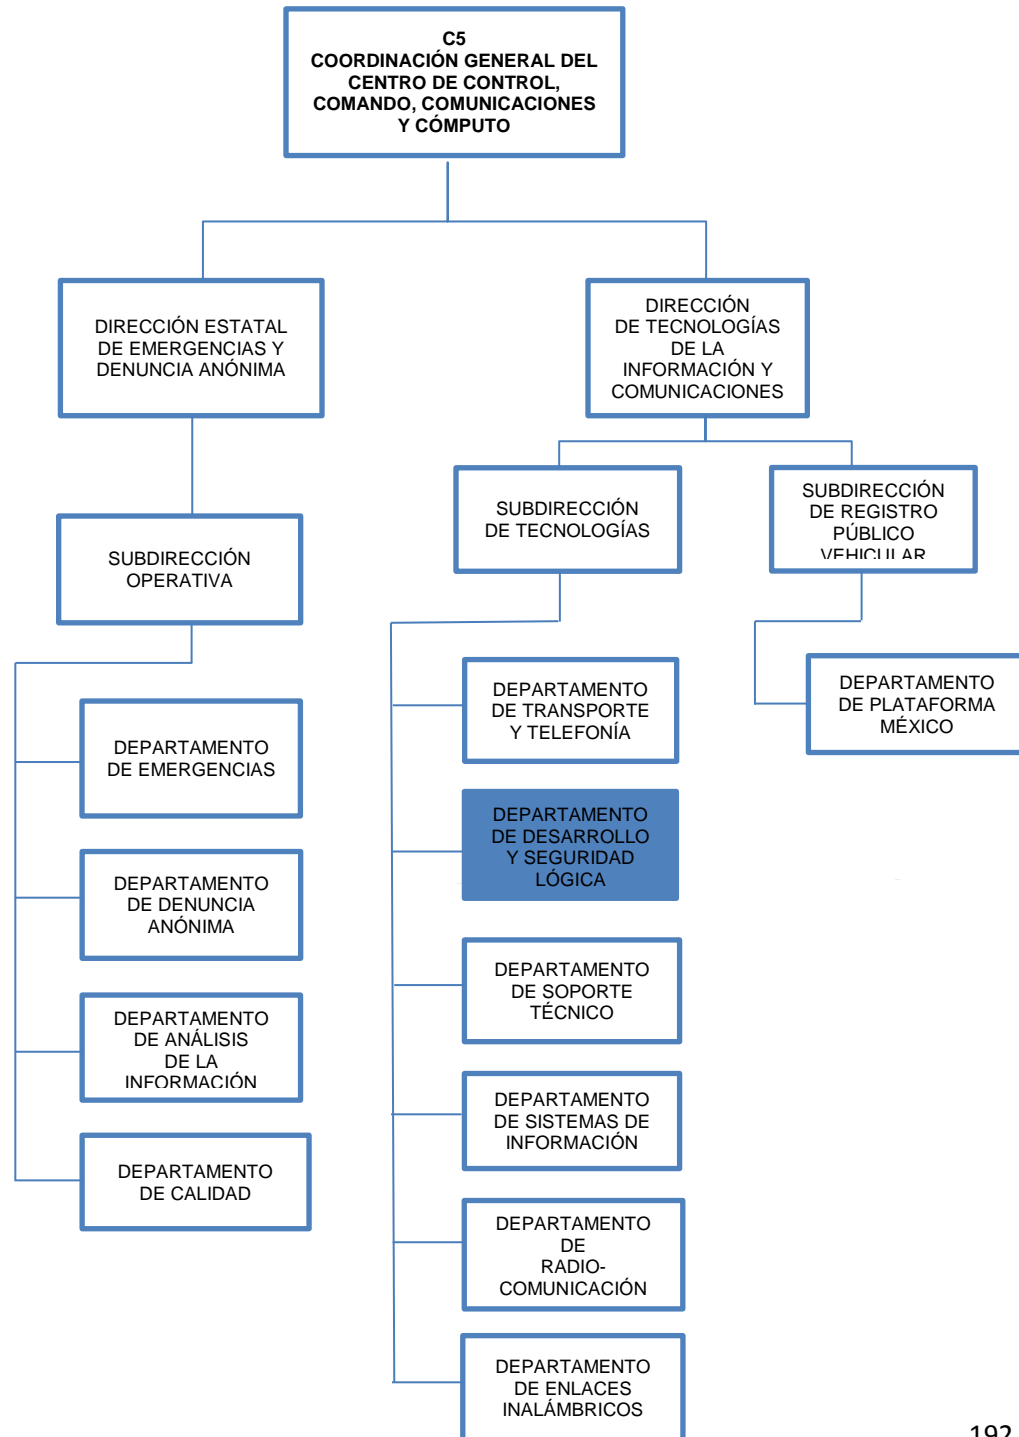 C5
COORDINACIÓN GENERAL DEL
CENTRO DE CONTROL,
COMANDO, COMUNICACIONES
Y CÓMPUTO
DIRECCIÓN ESTATAL
DE EMERGENCIAS Y
DENUNCIA ANÓNIMA
DIRECCIÓN
DE TECNOLOGÍAS
DE LA
INFORMACIÓN Y
COMUNICACIONES
SUBDIRECCIÓN
OPERATIVA
SUBDIRECCIÓN
DE TECNOLOGÍAS
SUBDIRECCIÓN
DE REGISTRO
PÚBLICO
VEHICULAR
DEPARTAMENTO
DE EMERGENCIAS
DEPARTAMENTO
DE DENUNCIA
ANÓNIMA
DEPARTAMENTO
DE ANÁLISIS
DE LA
INFORMACIÓN
DEPARTAMENTO
DE CALIDAD
DEPARTAMENTO
DE TRANSPORTE
Y TELEFONÍA
DEPARTAMENTO
DE DESARROLLO
Y SEGURIDAD
LÓGICA
DEPARTAMENTO
DE SOPORTE
TÉCNICO
DEPARTAMENTO
DE SISTEMAS DE
INFORMACIÓN
DEPARTAMENTO
DE
RADIO-
COMUNICACIÓN
DEPARTAMENTO
DE ENLACES
INALÁMBRICOS
DEPARTAMENTO
DE PLATAFORMA
MÉXICO
192